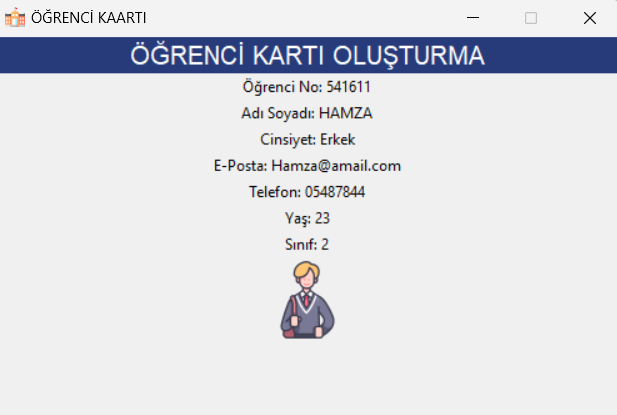 ÖĞRENCİ KAARTI
ÖĞRENCİ KARTI OLUŞTURMA
Öğrenci No: 541611
Adı Soyadı: HAMZA
Cinsiyet: Erkek
E-Posta: Hamza@amail.com
Telefon: 05487844
Yaş: 23
Sınıf: 2